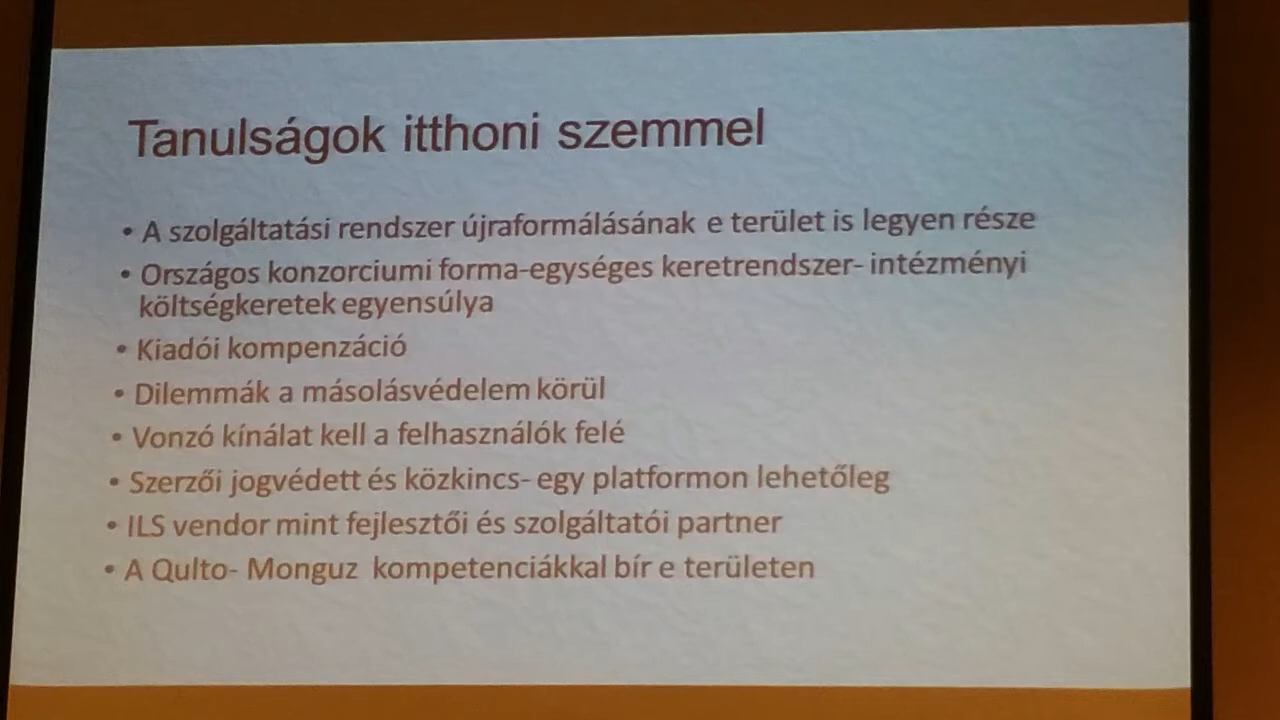 Tanulságok itthoni szemmel
• A szolgáltatási rendszer újraformálásának e terület is legyen része
• Országos konzorciumi forma-egységes keretrendszer- intézményi
költségkeretek egyensúlya
• Kiadói kompenzáció
• Dilemmák a másolásvédelem körül
• Vonzó kínálat kell a felhasználók felé
• Szerzői jogvédett és közkincs- egy platformon lehetőleg
• ILS vendor mint fejlesztői és szolgáltatói partner
• A Qulto- Monguz kompetenciákkal bír e területen